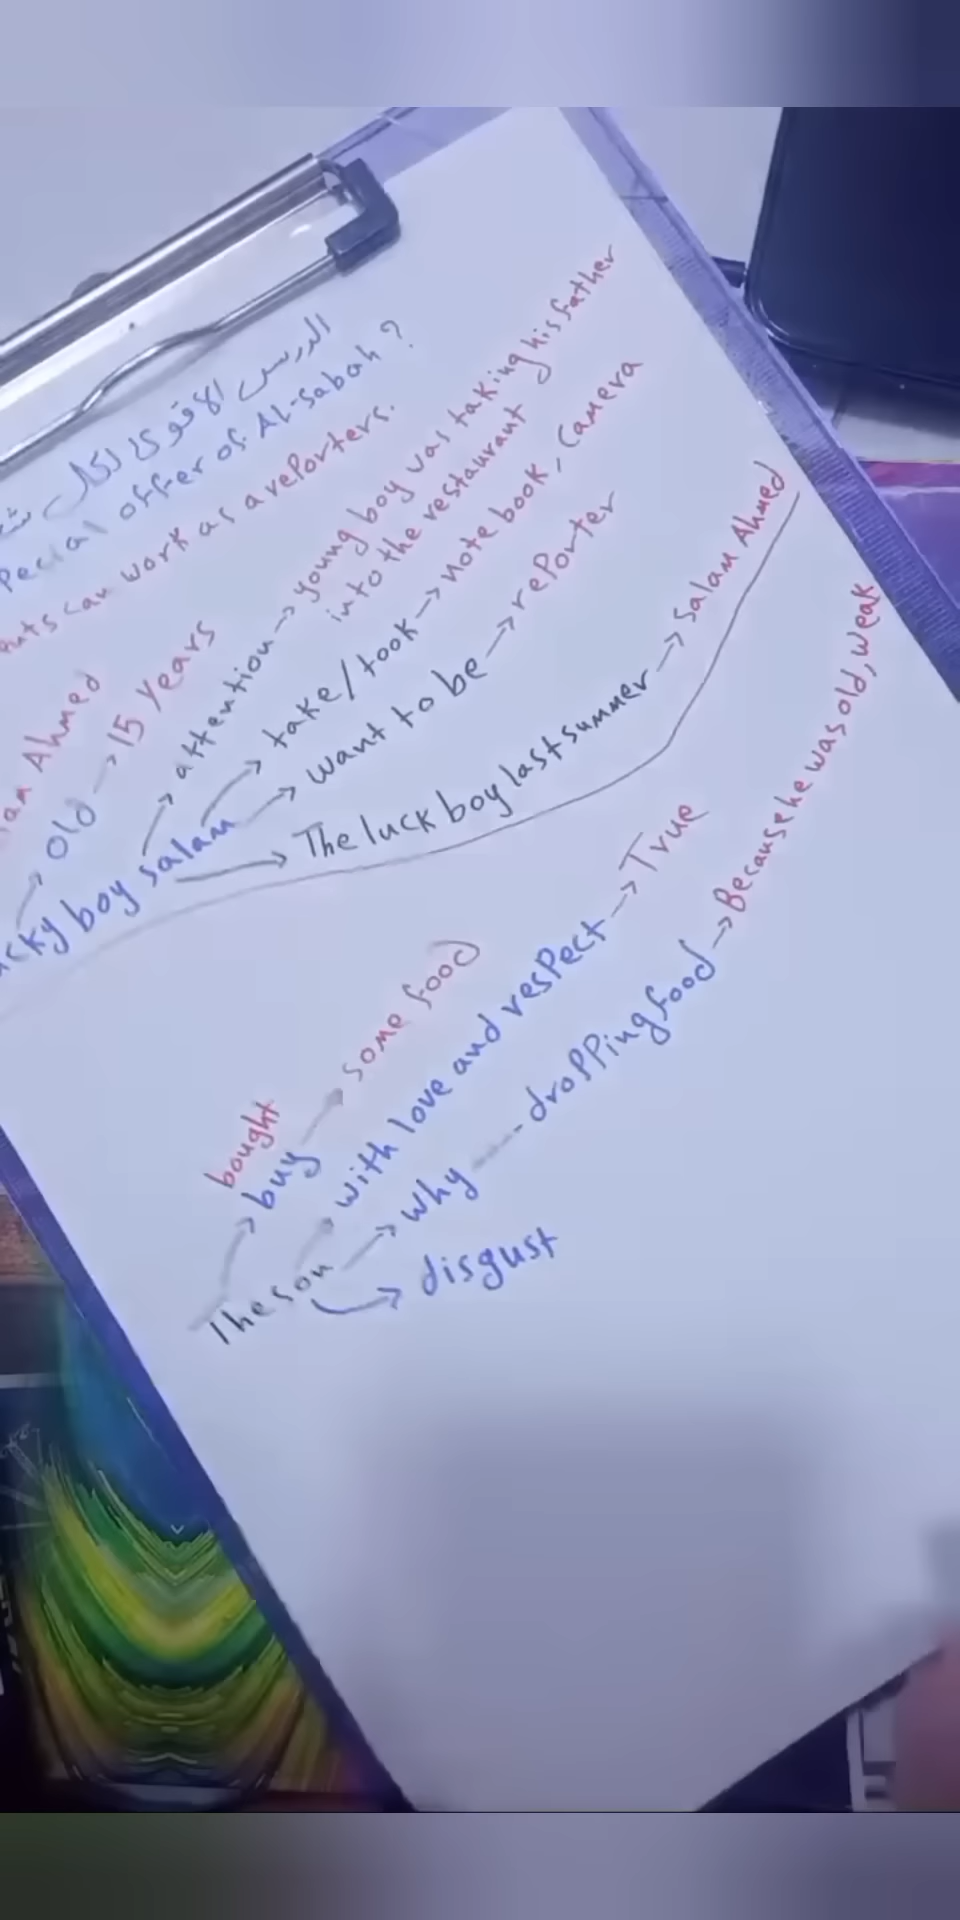 الدرس الاقوى لكل
Pecial offer of AL-Sabah ?
can work as a rePorters.
Ahmed
old → 15 years
attention → young boy was taking his father
into the restaurant
take/took → note book, Camera
want to be → rePorter
boy salam → The luck boy last summer → Salam Ahmed
bought
buy → some food
with love and resPect → True
Why --- droPPing food → Because he was old, weak
The son → disgust